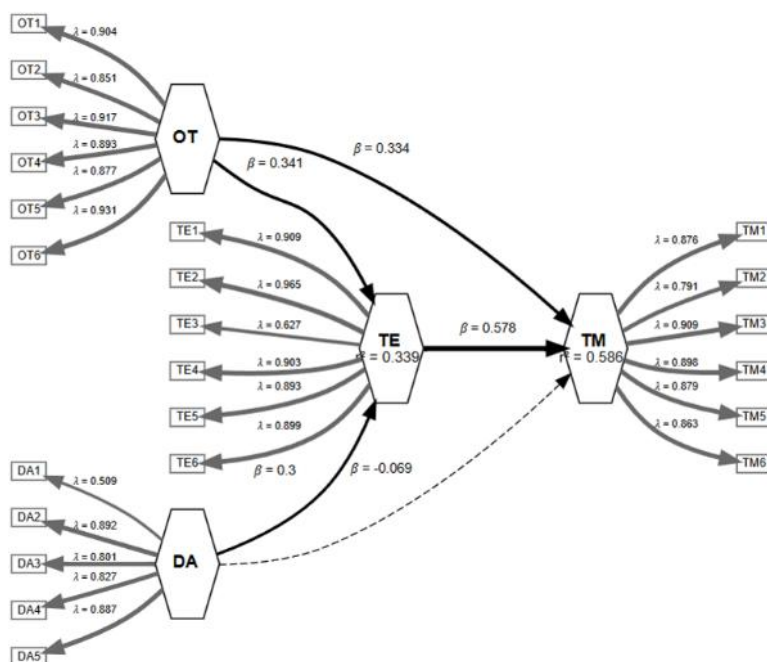 OT1
λ = 0.904
OT2
λ = 0.851
OT3
λ = 0.917
OT4
λ = 0.893
OT5
λ = 0.877
OT6
λ = 0.931
OT
β = 0.341
β = 0.334
TE1
λ = 0.909
TE2
λ = 0.965
TE3
λ = 0.627
TE4
λ = 0.903
TE5
λ = 0.893
TE6
λ = 0.899
TE
r² = 0.339
β = 0.578
TM
r² = 0.586
TM1
λ = 0.876
TM2
λ = 0.791
TM3
λ = 0.909
TM4
λ = 0.898
TM5
λ = 0.879
TM6
λ = 0.863
β = 0.3
β = -0.069
DA1
λ = 0.509
DA2
λ = 0.892
DA3
λ = 0.801
DA4
λ = 0.827
DA5
λ = 0.887
DA